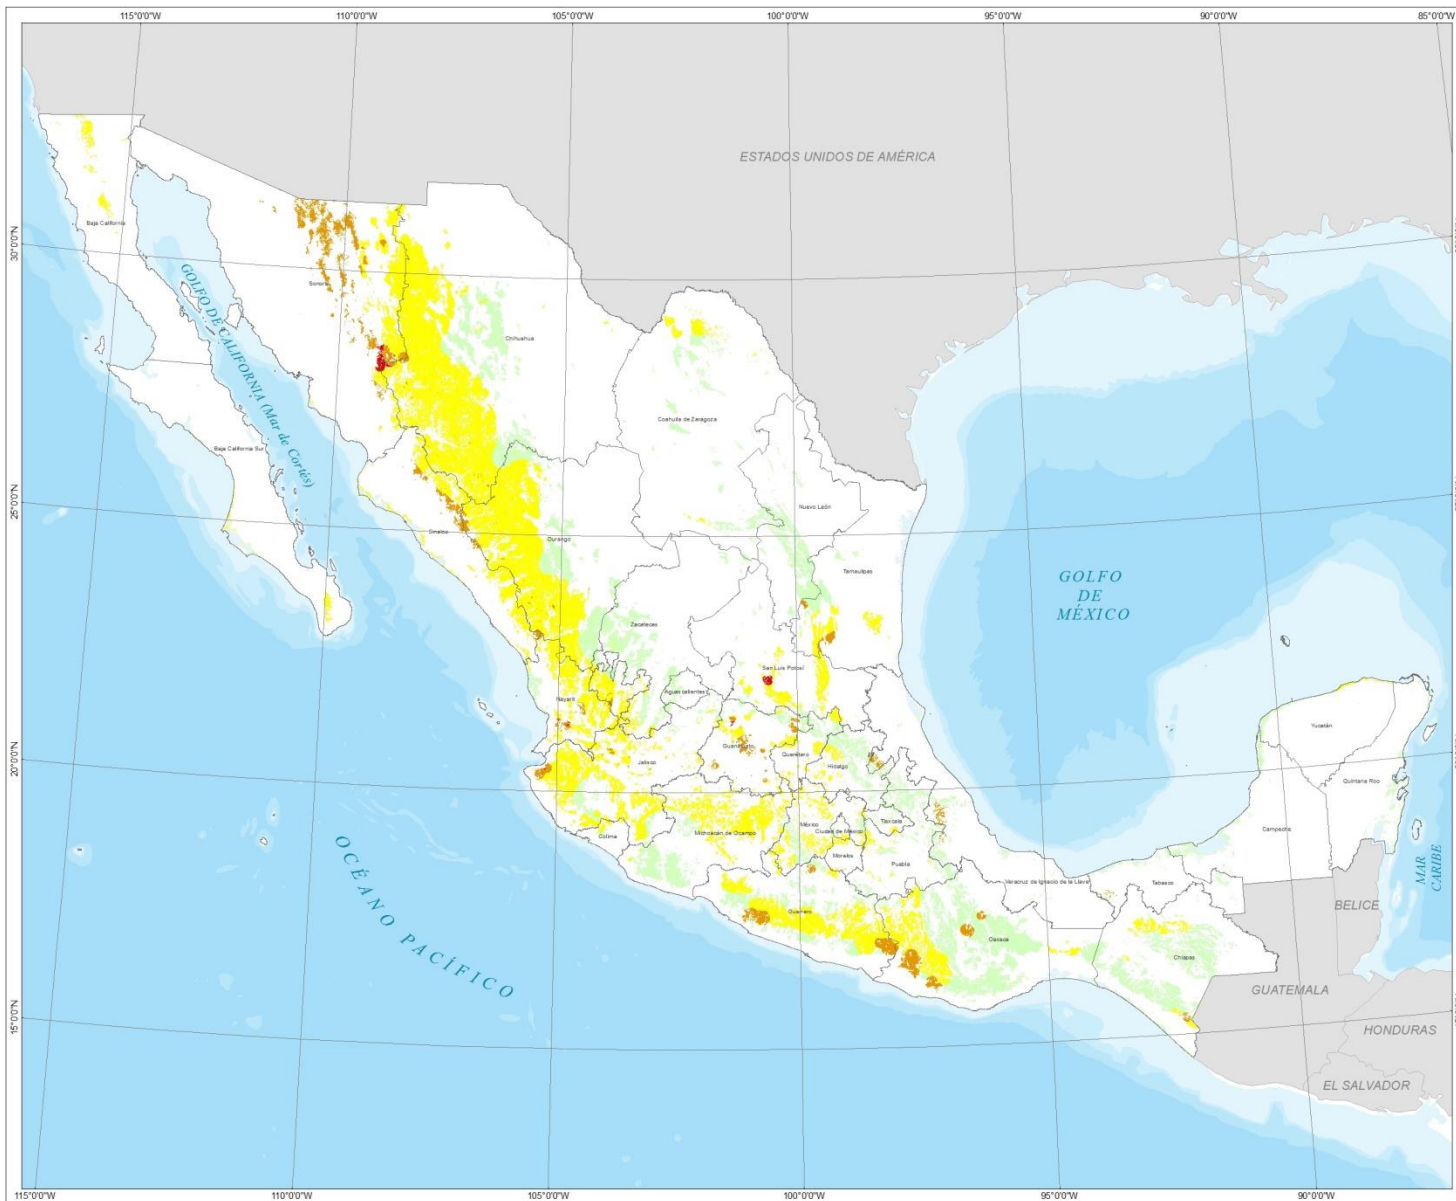 115°0'0"W
110°0'0"W
105°0'0"W
100°0'0"W
95°0'0"W
90°0'0"W
85°0'0"W
ESTADOS UNIDOS DE AMÉRICA
Baja California
30°0'0"N
GOLFO DE CALIFORNIA (Mar de Cortés)
Sonora
Chihuahua
Coahuila de Zaragoza
Baja California Sur
25°0'0"N
Nuevo León
Sinaloa
Durango
Tamaulipas
GOLFO
DE
MÉXICO
Zacatecas
San Luis Potosí
Aguascalientes
Nayarit
Yucatán
Guanajuato
Querétaro
Hidalgo
Jalisco
20°0'0"N
Quintana Roo
México
Tlaxcala
Ciudad de México
Campeche
Colima
Michoacán de Ocampo
Morelos
Puebla
MAR
CARIBE
Veracruz de Ignacio de la Llave
Tabasco
OCÉANO PACÍFICO
BELICE
Guerrero
Oaxaca
Chiapas
GUATEMALA
15°0'0"N
HONDURAS
EL SALVADOR
115°0'0"W
110°0'0"W
105°0'0"W
100°0'0"W
95°0'0"W
90°0'0"W